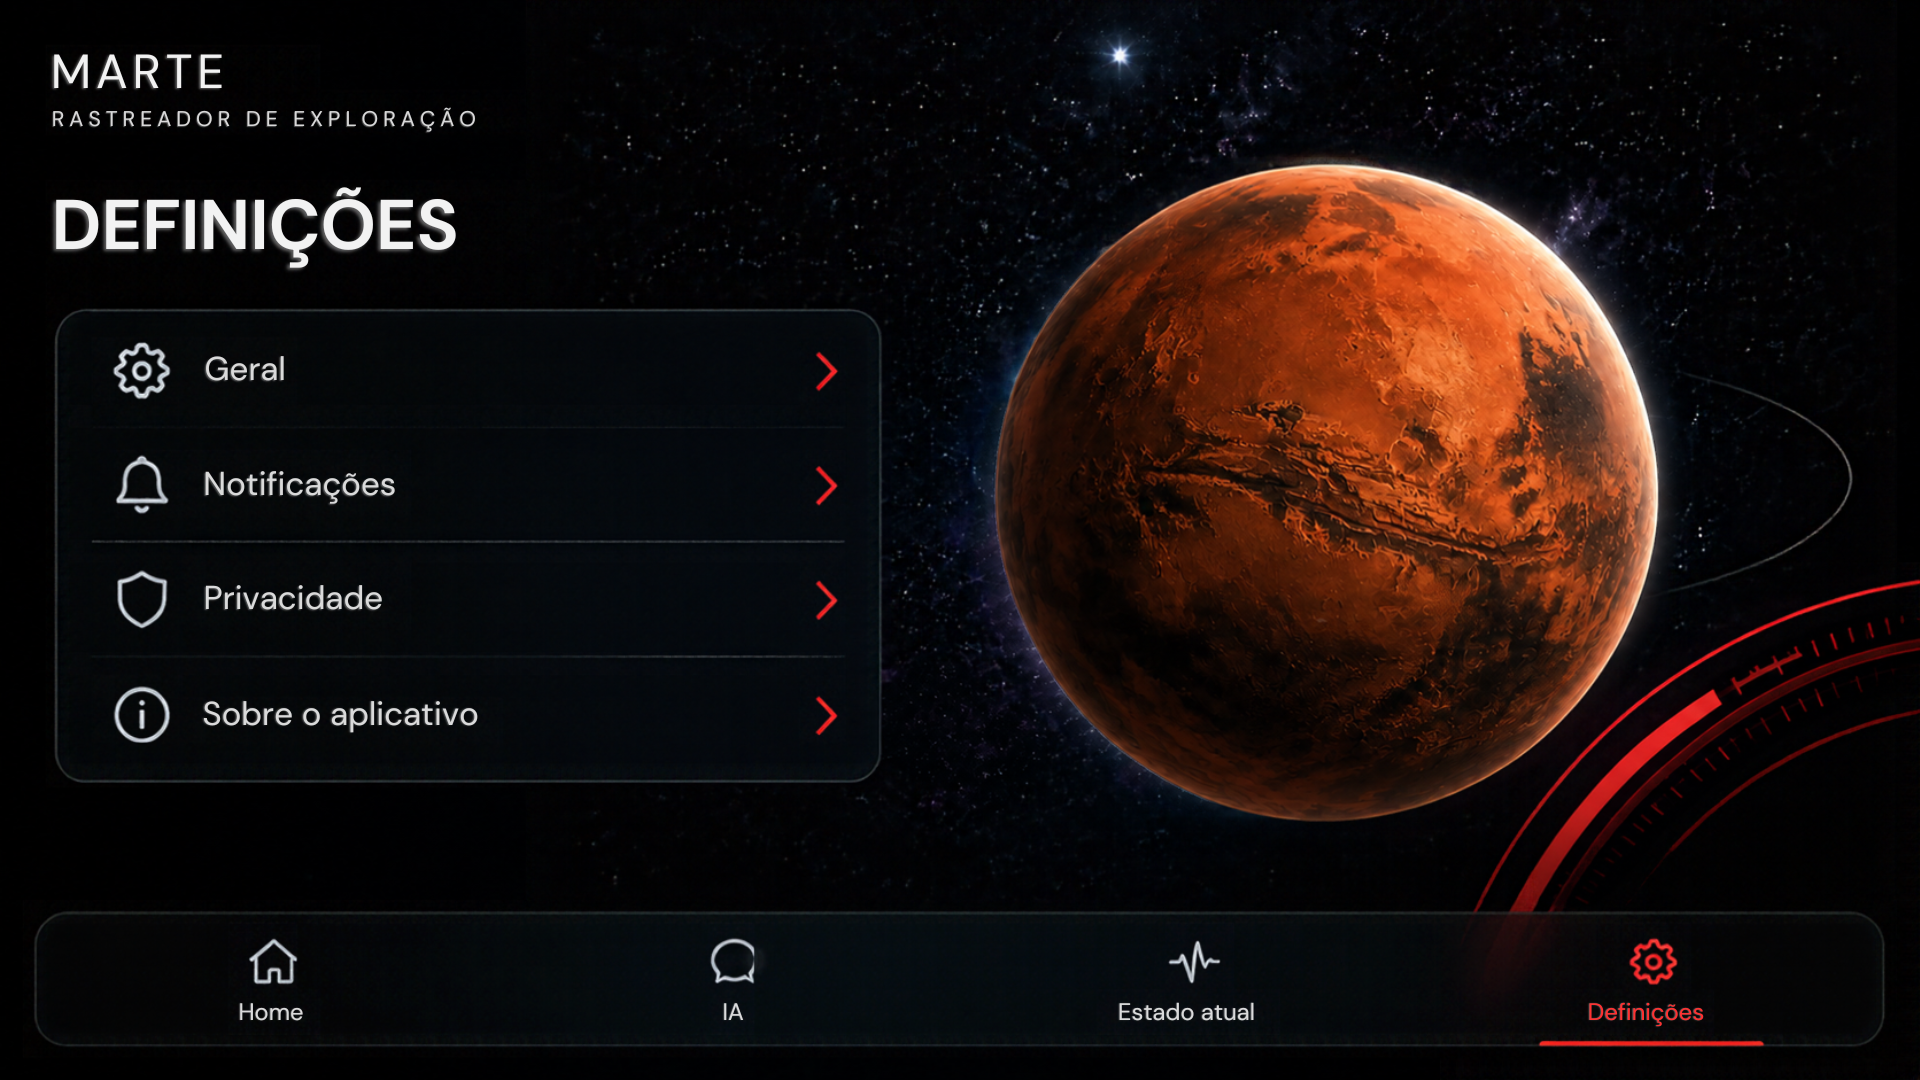 MARTE
RASTREADOR DE EXPLORAÇÃO
DEFINIÇÕES
Geral
Notificações
Privacidade
Sobre o aplicativo
Home
IA
Estado atual
Definições